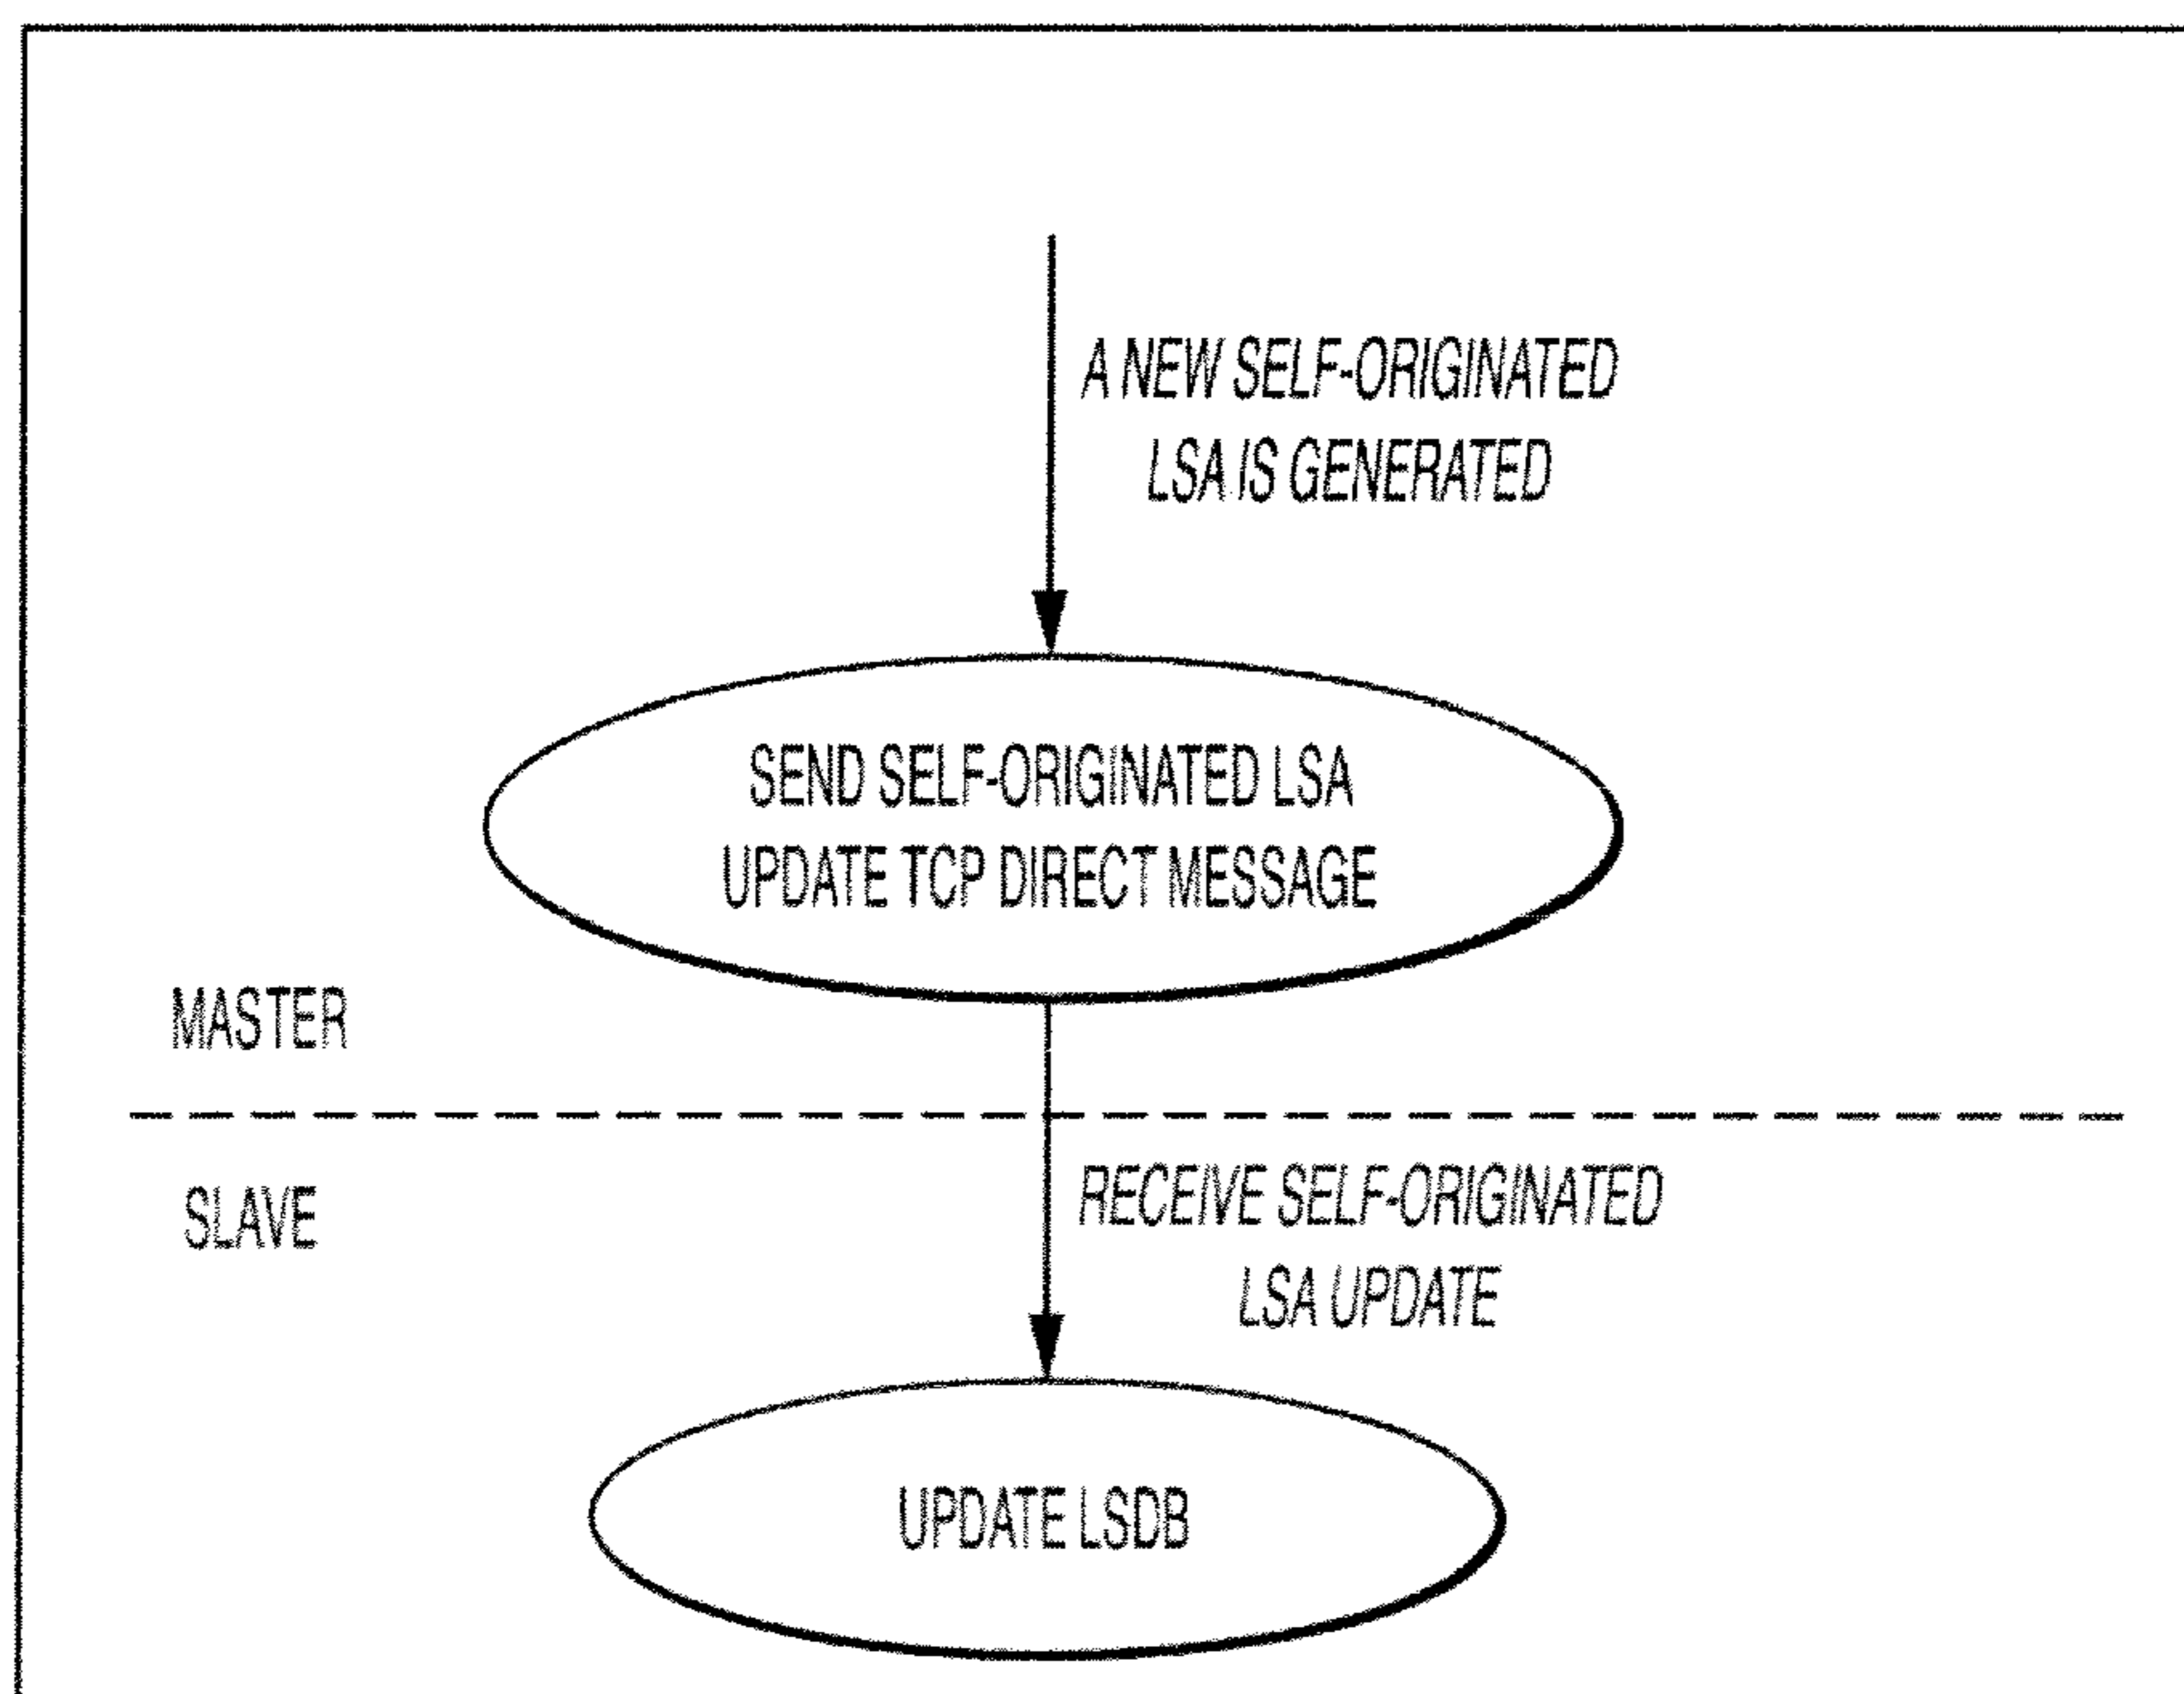 A NEW SELF-ORIGINATED
LSA IS GENERATED
SEND SELF-ORIGINATED LSA
UPDATE TCP DIRECT MESSAGE
MASTER
SLAVE
RECEIVE SELF-ORIGINATED
LSA UPDATE
UPDATE LSDB